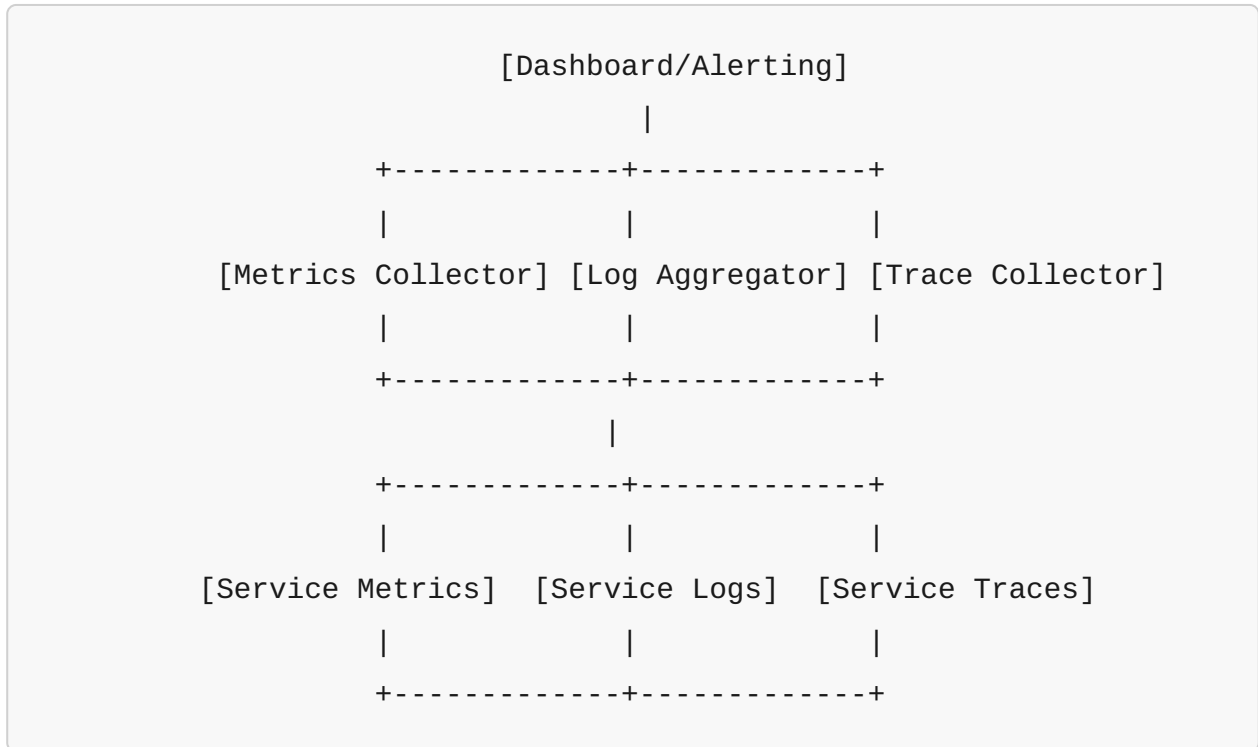 [Dashboard/Alerting]
|
+-------------+-------------+
| | |
[Metrics Collector] [Log Aggregator] [Trace Collector]
| | |
+-------------+-------------+
|
+-------------+-------------+
| | |
[Service Metrics] [Service Logs] [Service Traces]
| | |
+-------------+-------------+